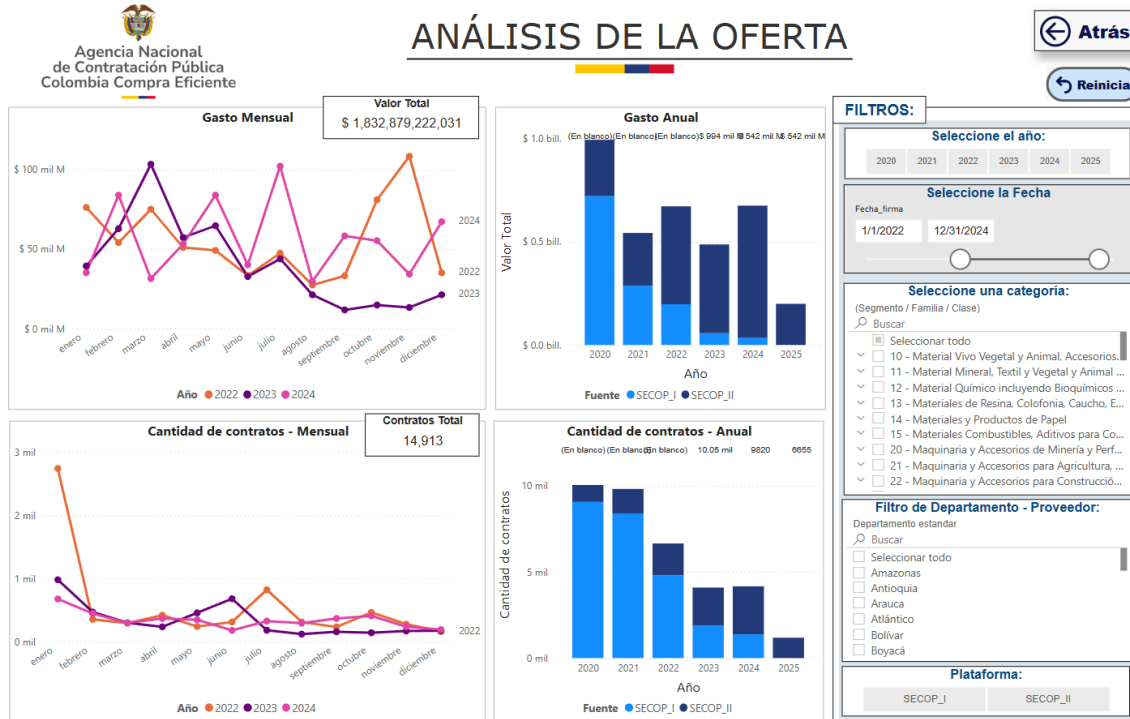 Agencia Nacional
de Contratación Pública
Colombia Compra Eficiente
ANÁLISIS DE LA OFERTA
Atrás
Reinicia
Gasto Mensual
Valor Total
$ 1,832,879,222,031
$ 100 mil M
$ 50 mil M
$ 0 mil M
2024
2022
2023
enero
febrero
marzo
abril
mayo
junio
julio
agosto
septiembre
octubre
noviembre
diciembre
Año 2022 2023 2024
Gasto Anual
(En blanco) (En blanco) (En blanco) $ 994 mil M $ 542 mil M $ 542 mil M
$ 1.0 bill.
$ 0.5 bill.
$ 0.0 bill.
Valor Total
2020 2021 2022 2023 2024 2025
Año
Fuente SECOP_I SECOP_II
Cantidad de contratos - Mensual
Contratos Total
14,913
3 mil
2 mil
1 mil
0 mil
2022
enero
febrero
marzo
abril
mayo
junio
julio
agosto
septiembre
octubre
noviembre
diciembre
Año 2022 2023 2024
Cantidad de contratos - Anual
(En blanco) (En blanco) (En blanco) 10.05 mil 9820 6655
10 mil
5 mil
0 mil
Cantidad de contratos
2020 2021 2022 2023 2024 2025
Año
Fuente SECOP_I SECOP_II
FILTROS:
Seleccione el año:
2020 2021 2022 2023 2024 2025
Seleccione la Fecha
Fecha_firma
1/1/2022 12/31/2024
Seleccione una categoria:
(Segmento / Familia / Clase)
Buscar
Seleccionar todo
10 - Material Vivo Vegetal y Animal, Accesorios...
11 - Material Mineral, Textil y Vegetal y Animal ...
12 - Material Químico incluyendo Bioquímicos ...
13 - Materiales de Resina, Colofonia, Caucho, E...
14 - Materiales y Productos de Papel
15 - Materiales Combustibles, Aditivos para Co...
20 - Maquinaria y Accesorios de Minería y Perf...
21 - Maquinaria y Accesorios para Agricultura, ...
22 - Maquinaria y Accesorios para Construcció...
Filtro de Departamento - Proveedor:
Departamento estandar
Buscar
Seleccionar todo
Amazonas
Antioquia
Arauca
Atlántico
Bolívar
Boyacá
Plataforma:
SECOP_I SECOP_II